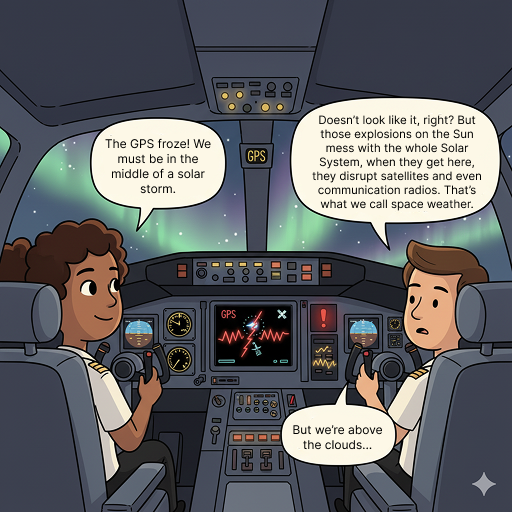 The GPS froze! We
must be in the
middle of a solar
storm.
Doesn't look like it, right? But
those explosions on the Sun
mess with the whole Solar
System, when they get here,
they disrupt satellites and even
communication radios. That's
what we call space weather.
GPS
GPS
But we're above
the clouds...